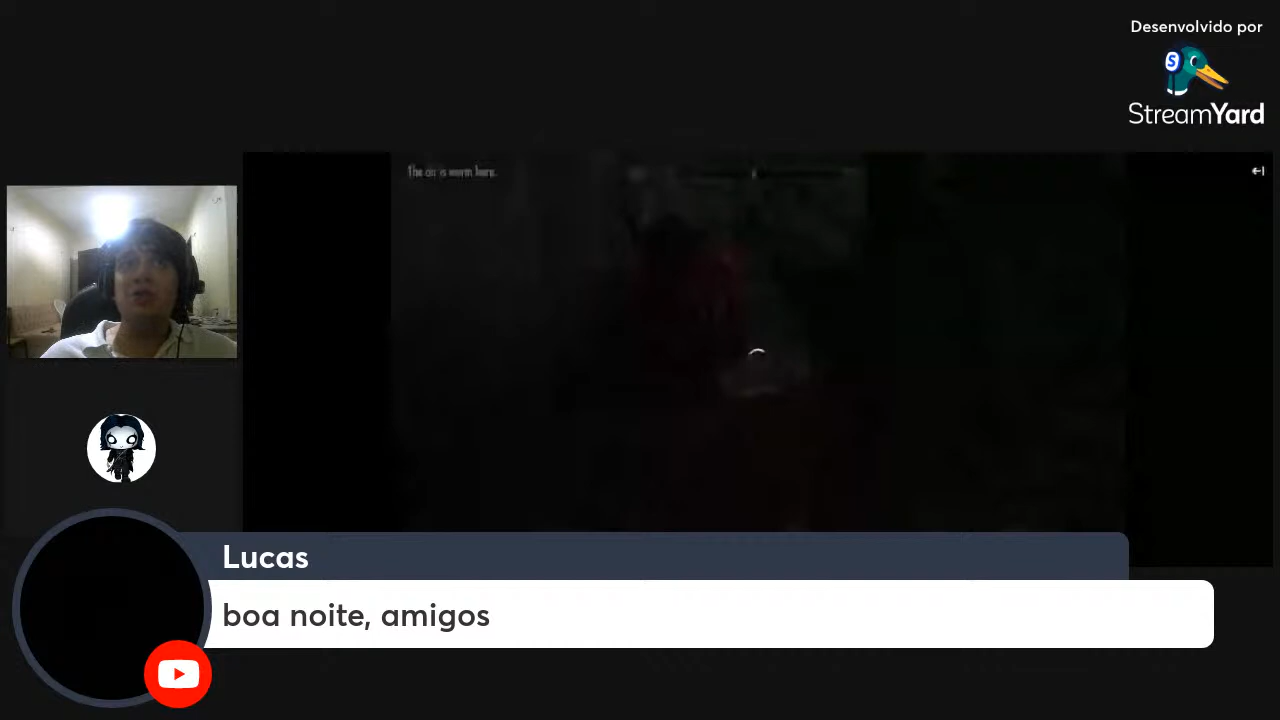 Desenvolvido por
StreamYard
The air is warm here.
Lucas
boa noite, amigos